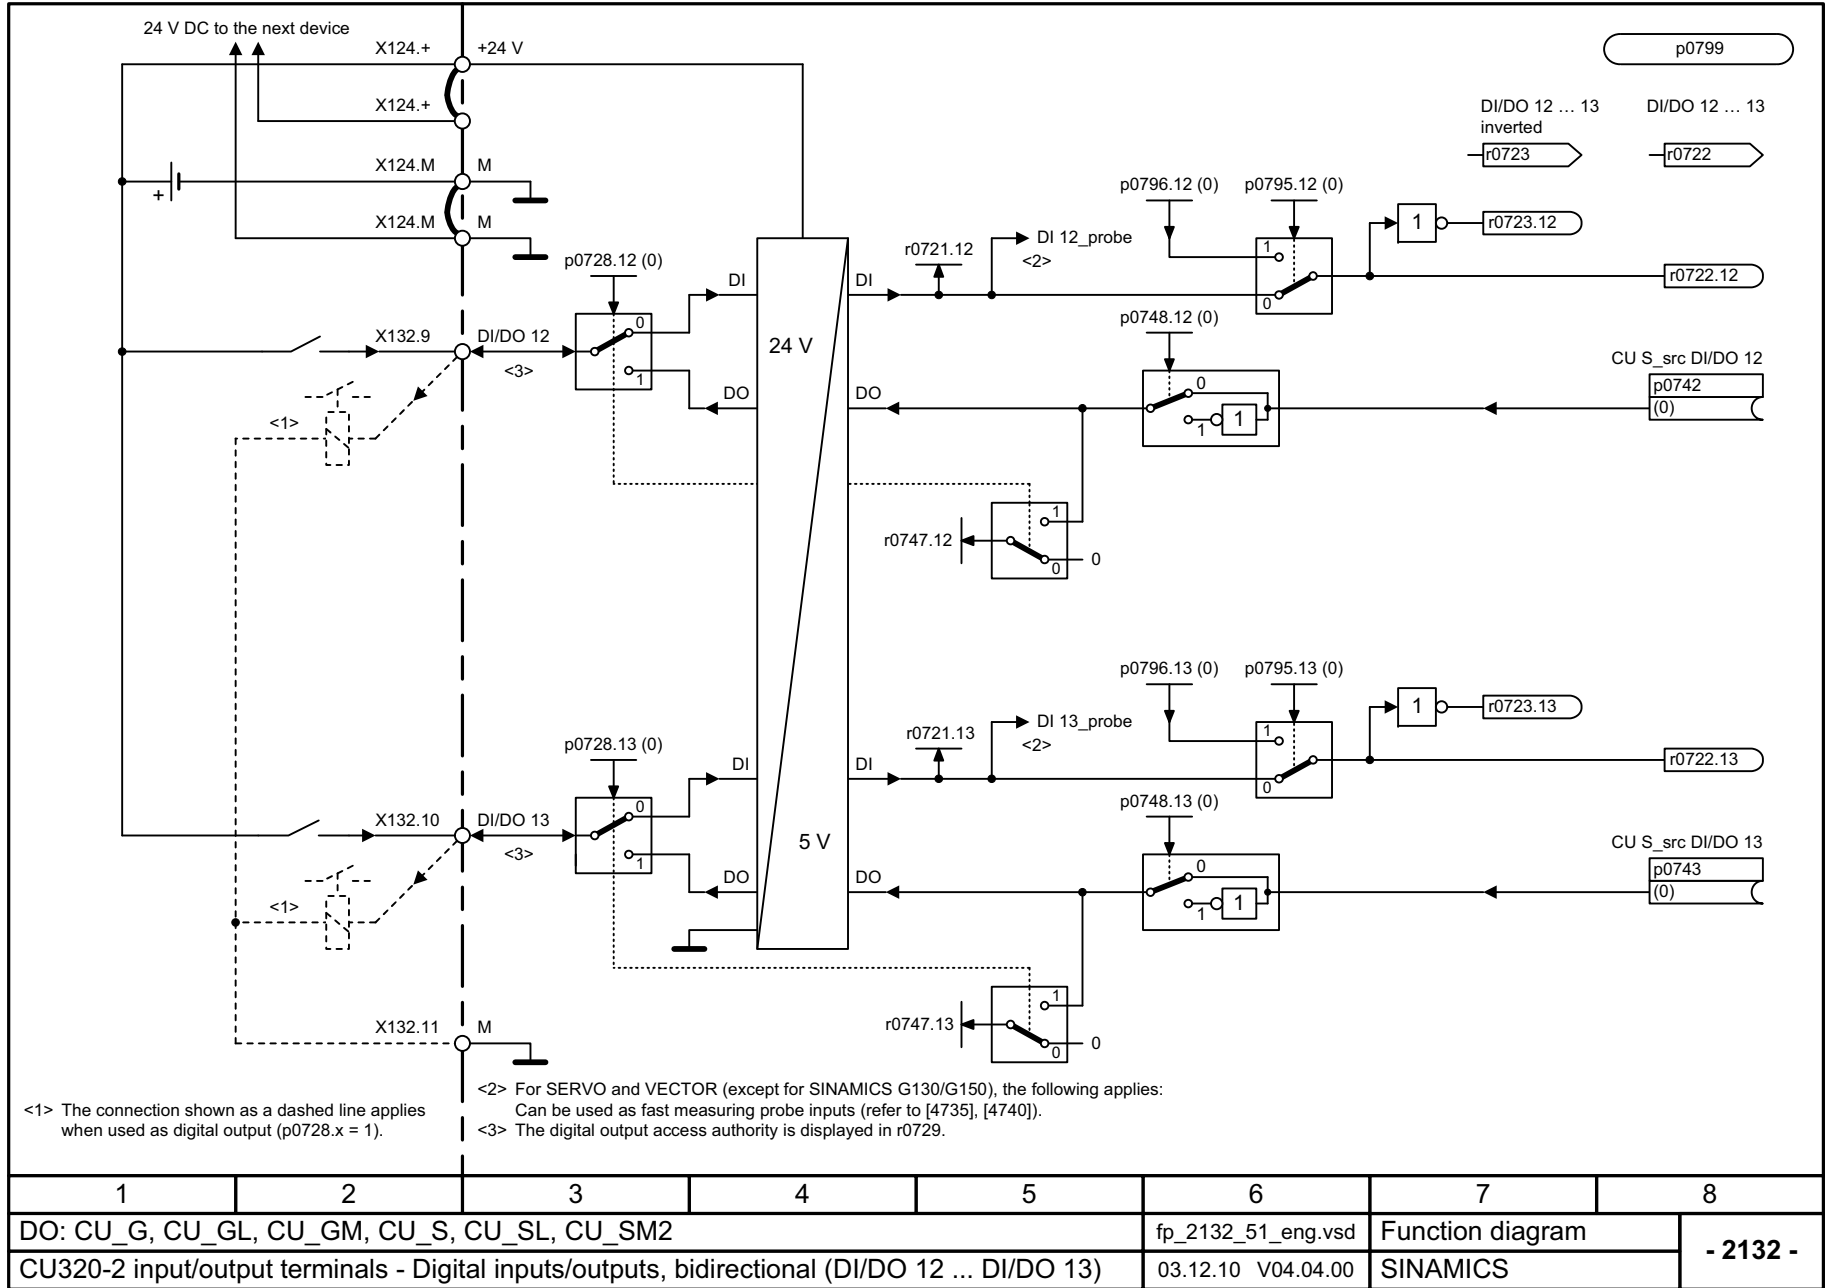 24 V DC to the next device
X124.+
+24 V
p0799
X124.+
DI/DO 12 … 13
inverted
DI/DO 12 … 13
r0723
r0722
X124.M
M
+
p0796.12 (0)
p0795.12 (0)
X124.M
M
1
r0723.12
DI 12_probe
<2>
r0721.12
1
0
r0722.12
p0728.12 (0)
DI
DI
p0748.12 (0)
X132.9
DI/DO 12
<3>
0
1
24 V
CU S_src DI/DO 12
p0742
(0)
DO
DO
0
1
1
<1>
1
0
0
r0747.12
p0796.13 (0)
p0795.13 (0)
1
r0723.13
DI 13_probe
<2>
r0721.13
1
0
r0722.13
p0728.13 (0)
DI
DI
p0748.13 (0)
X132.10
DI/DO 13
<3>
0
1
5 V
CU S_src DI/DO 13
p0743
(0)
DO
DO
0
1
1
<1>
1
0
0
r0747.13
X132.11
M
<1> The connection shown as a dashed line applies
when used as digital output (p0728.x = 1).
<2> For SERVO and VECTOR (except for SINAMICS G130/G150), the following applies:
Can be used as fast measuring probe inputs (refer to [4735], [4740]).
<3> The digital output access authority is displayed in r0729.
1 2 3 4 5 6 7 8
DO: CU_G, CU_GL, CU_GM, CU_S, CU_SL, CU_SM2
fp_2132_51_eng.vsd
Function diagram
- 2132 -
CU320-2 input/output terminals - Digital inputs/outputs, bidirectional (DI/DO 12 ... DI/DO 13)
03.12.10 V04.04.00
SINAMICS